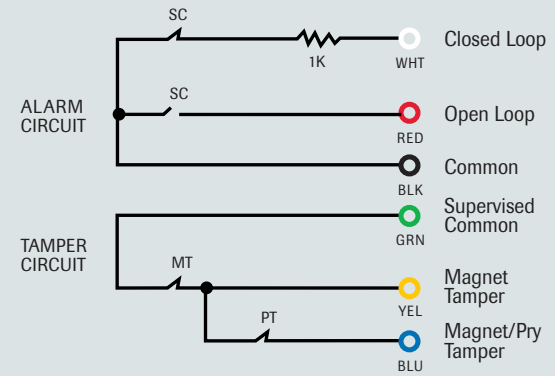 SC
1K
WHT
Closed Loop
ALARM
CIRCUIT
SC
RED
Open Loop
BLK
Common
GRN
Supervised
Common
TAMPER
CIRCUIT
MT
YEL
Magnet
Tamper
PT
BLU
Magnet/Pry
Tamper